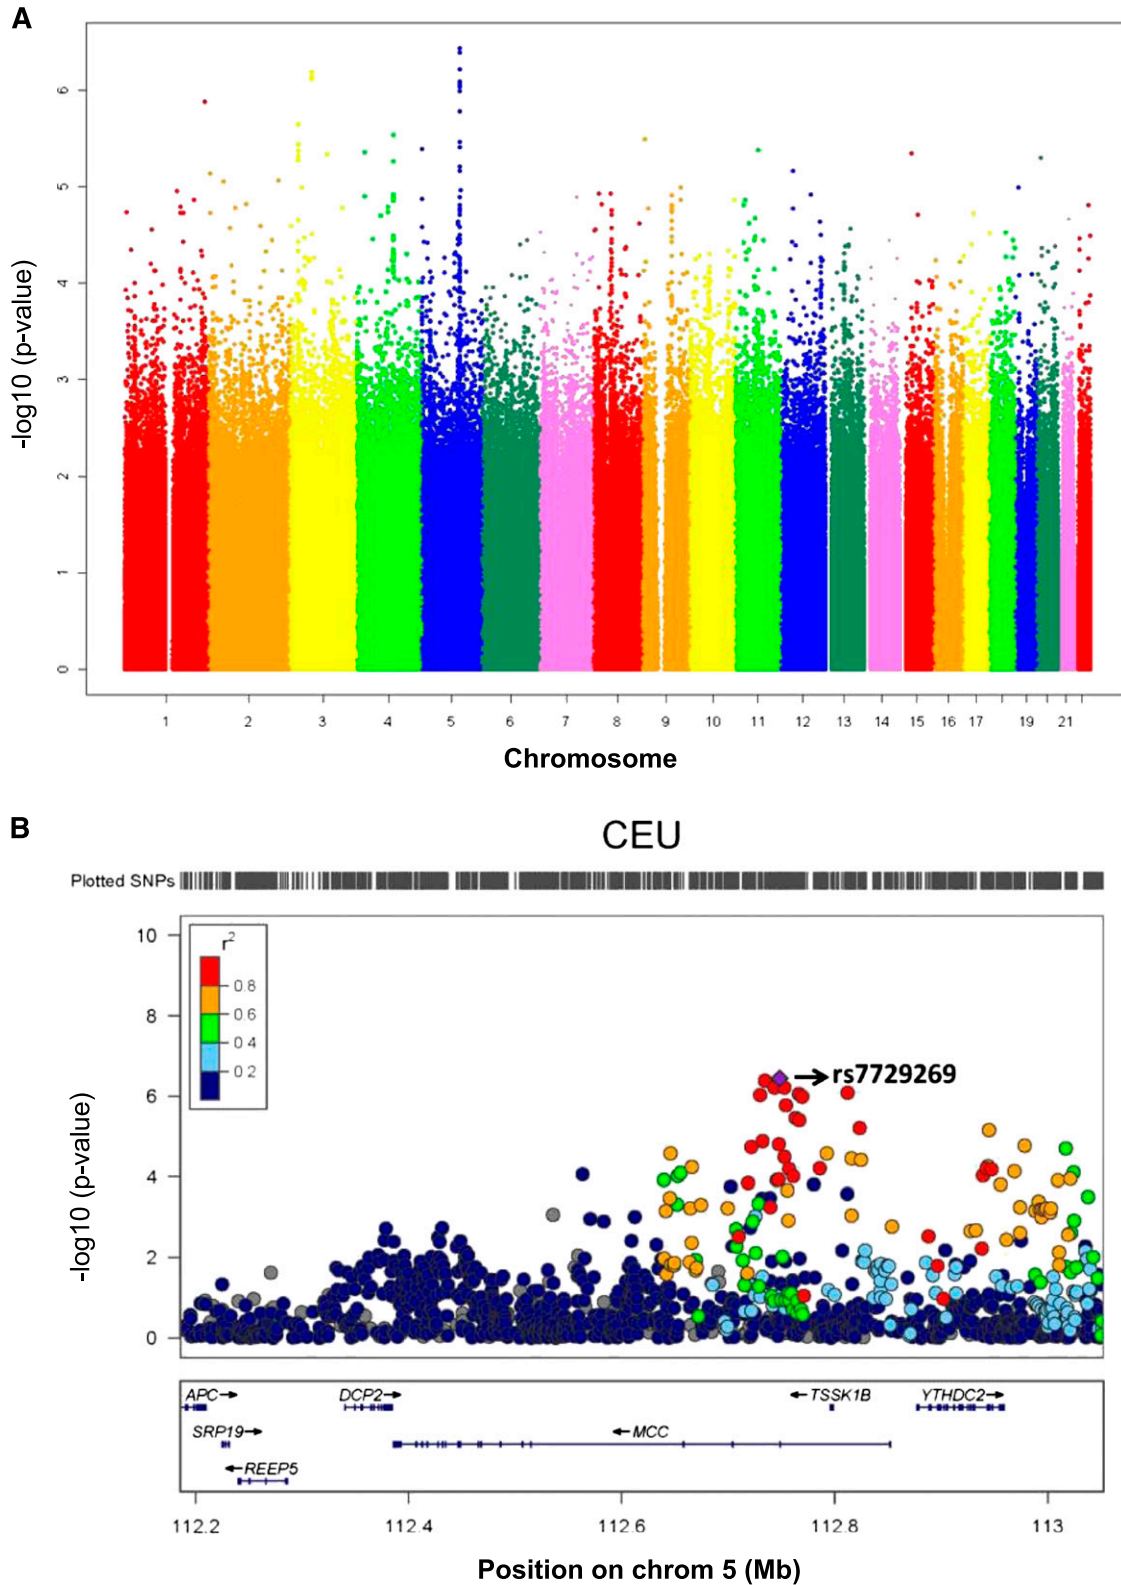 A
-log10 (p-value)
6
5
4
3
2
1
0
1 2 3 4 5 6 7 8 9 10 11 12 13 14 15 16 17 19 21
Chromosome
B
CEU
Plotted SNPs
-log10 (p-value)
10
8
6
4
2
0
r2
0 8
0 6
0 4
0 2
→rs7729269
APC→ DCP2→ ←TSSK1B YTHDC2→
SRP19→ ←MCC
←REEP5
112.2 112.4 112.6 112.8 113
Position on chrom 5 (Mb)